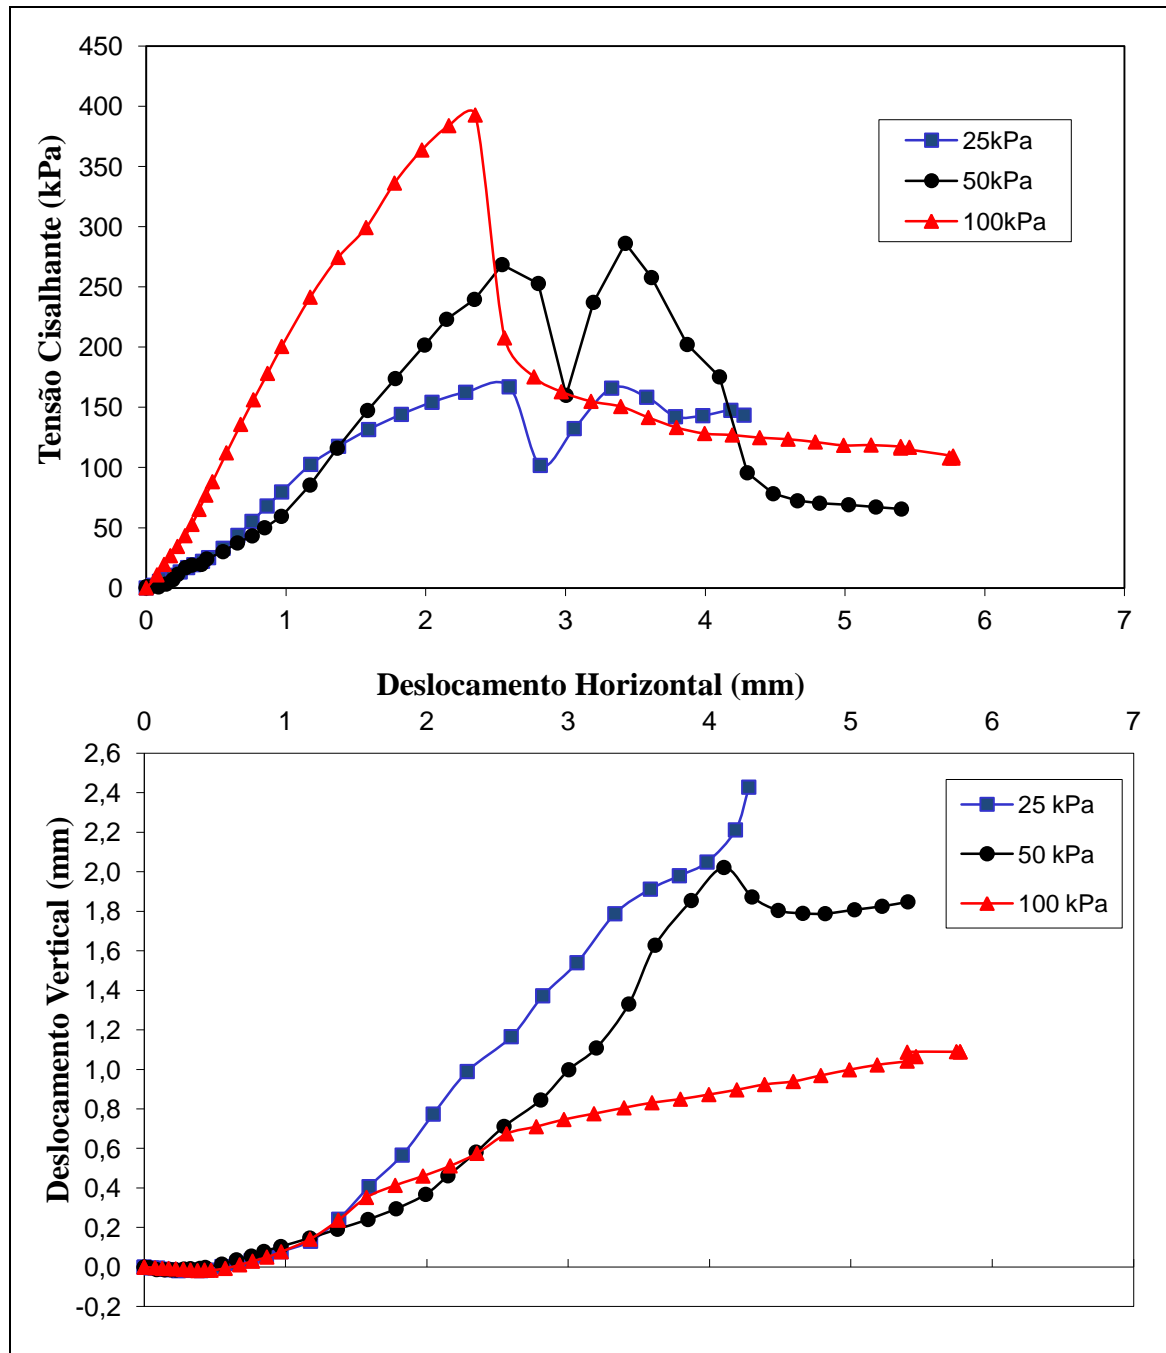 450
400
350
300
250
200
150
100
50
0
Tensão Cisalhante (kPa)
25kPa
50kPa
100kPa
0 1 2 3 4 5 6 7
Deslocamento Horizontal (mm)
0 1 2 3 4 5 6 7
2,6
2,4
2,2
2,0
1,8
1,6
1,4
1,2
1,0
0,8
0,6
0,4
0,2
0,0
-0,2
Deslocamento Vertical (mm)
25 kPa
50 kPa
100 kPa